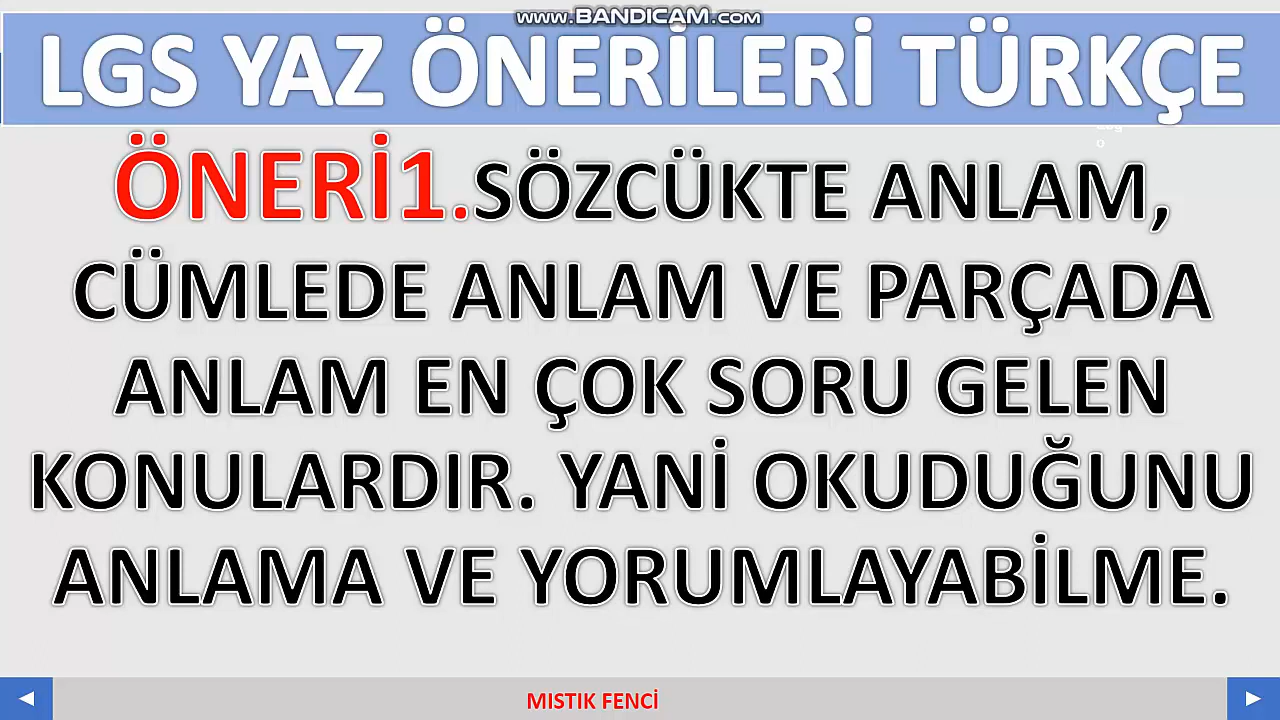 www.BANDICAM.com
LGS YAZ ÖNERİLERİ TÜRKÇE
ÖNERİ1.SÖZCÜKTE ANLAM,
CÜMLEDE ANLAM VE PARÇADA
ANLAM EN ÇOK SORU GELEN
KONULARDIR. YANİ OKUDUĞUNU
ANLAMA VE YORUMLAYABİLME.
MISTIK FENCİ